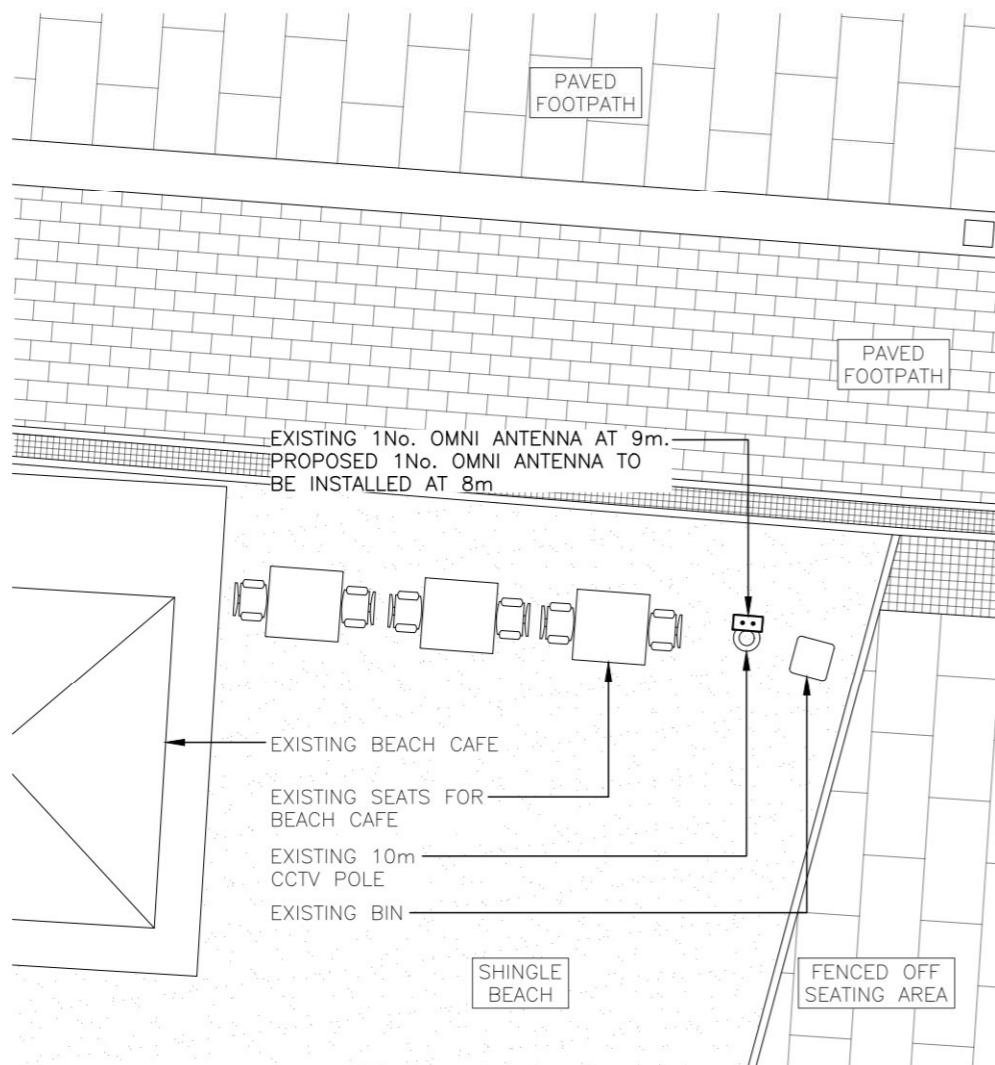 PAVED
FOOTPATH
PAVED
FOOTPATH
EXISTING 1No. OMNI ANTENNA AT 9m.
PROPOSED 1No. OMNI ANTENNA TO
BE INSTALLED AT 8m
EXISTING BEACH CAFE
EXISTING SEATS FOR
BEACH CAFE
EXISTING 10m
CCTV POLE
EXISTING BIN
SHINGLE
BEACH
FENCED OFF
SEATING AREA